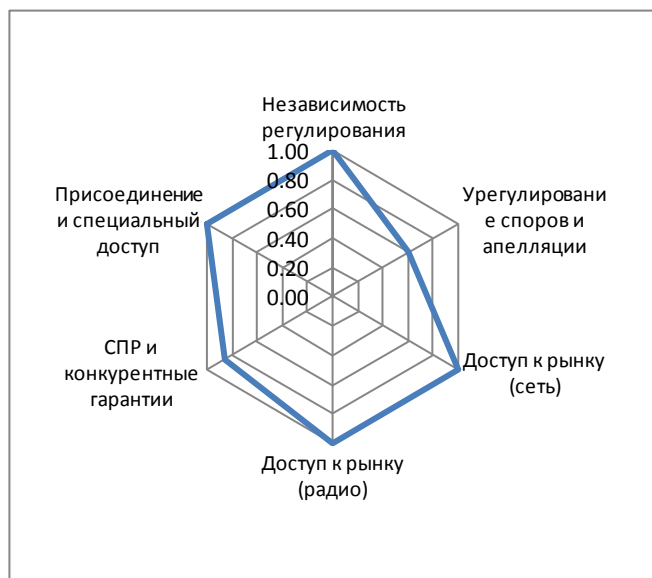 Независимость
регулирования
1.00
0.80
0.60
0.40
0.20
0.00
Урегулировани
е споров и
апелляции
Доступ к рынку
(сеть)
Доступ к рынку
(радио)
СПР и
конкурентные
гарантии
Присоединение
и специальный
доступ